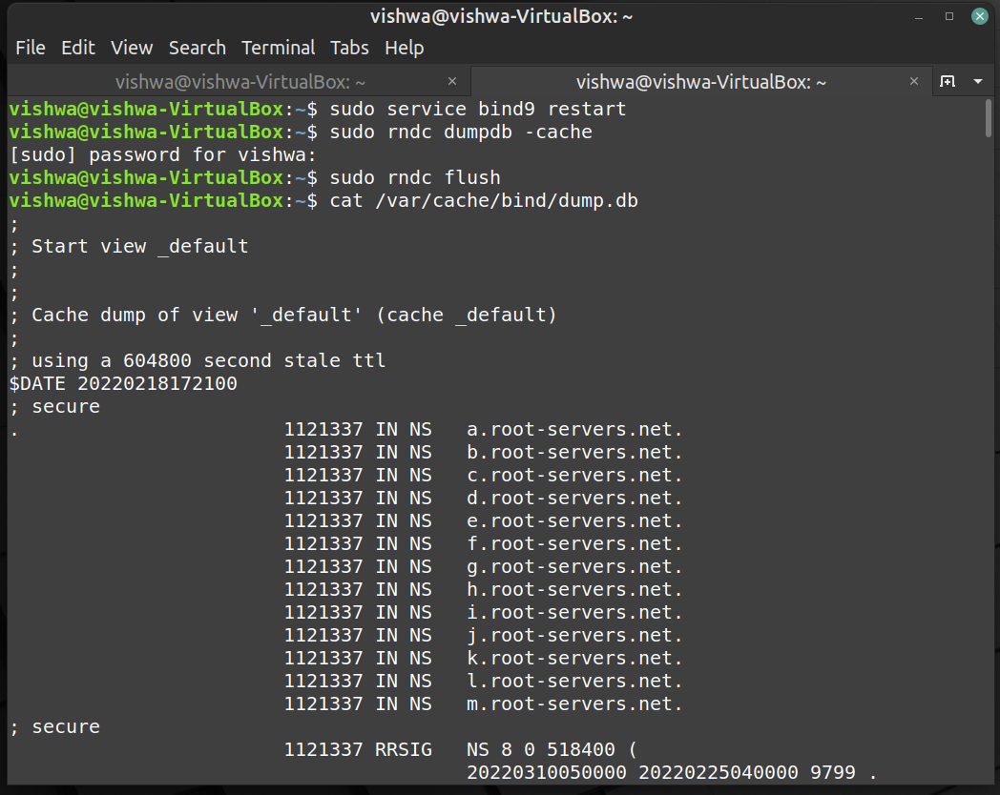 vishwa@vishwa-VirtualBox: ~
File Edit View Search Terminal Tabs Help
vishwa@vishwa-VirtualBox: ~ × vishwa@vishwa-VirtualBox: ~ ×
vishwa@vishwa-VirtualBox:~$ sudo service bind9 restart
vishwa@vishwa-VirtualBox:~$ sudo rndc dumpdb -cache
[sudo] password for vishwa:
vishwa@vishwa-VirtualBox:~$ sudo rndc flush
vishwa@vishwa-VirtualBox:~$ cat /var/cache/bind/dump.db
;
; Start view _default
;
;
; Cache dump of view '_default' (cache _default)
;
; using a 604800 second stale ttl
$DATE 20220218172100
; secure
. 1121337 IN NS a.root-servers.net.
1121337 IN NS b.root-servers.net.
1121337 IN NS c.root-servers.net.
1121337 IN NS d.root-servers.net.
1121337 IN NS e.root-servers.net.
1121337 IN NS f.root-servers.net.
1121337 IN NS g.root-servers.net.
1121337 IN NS h.root-servers.net.
1121337 IN NS i.root-servers.net.
1121337 IN NS j.root-servers.net.
1121337 IN NS k.root-servers.net.
1121337 IN NS l.root-servers.net.
1121337 IN NS m.root-servers.net.
; secure
1121337 RRSIG NS 8 0 518400 (
20220310050000 20220225040000 9799 .